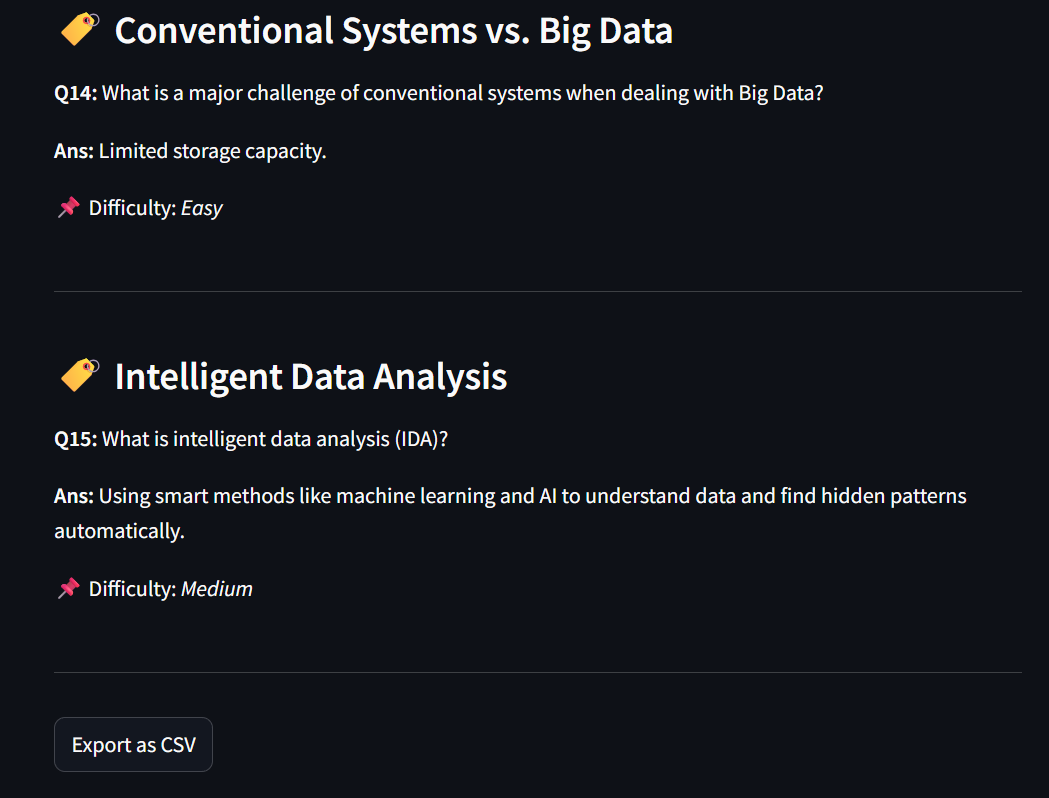 Conventional Systems vs. Big Data
Q14: What is a major challenge of conventional systems when dealing with Big Data?
Ans: Limited storage capacity.
Difficulty: Easy
Intelligent Data Analysis
Q15: What is intelligent data analysis (IDA)?
Ans: Using smart methods like machine learning and AI to understand data and find hidden patterns
automatically.
Difficulty: Medium
Export as CSV